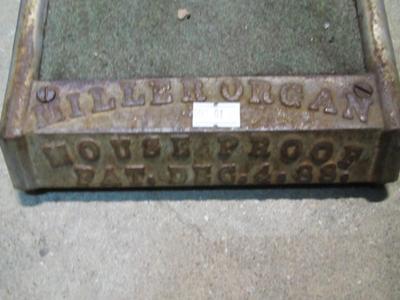 MILLER ORGAN
MOUSE PROOF
PAT. DEC. 4. 88.